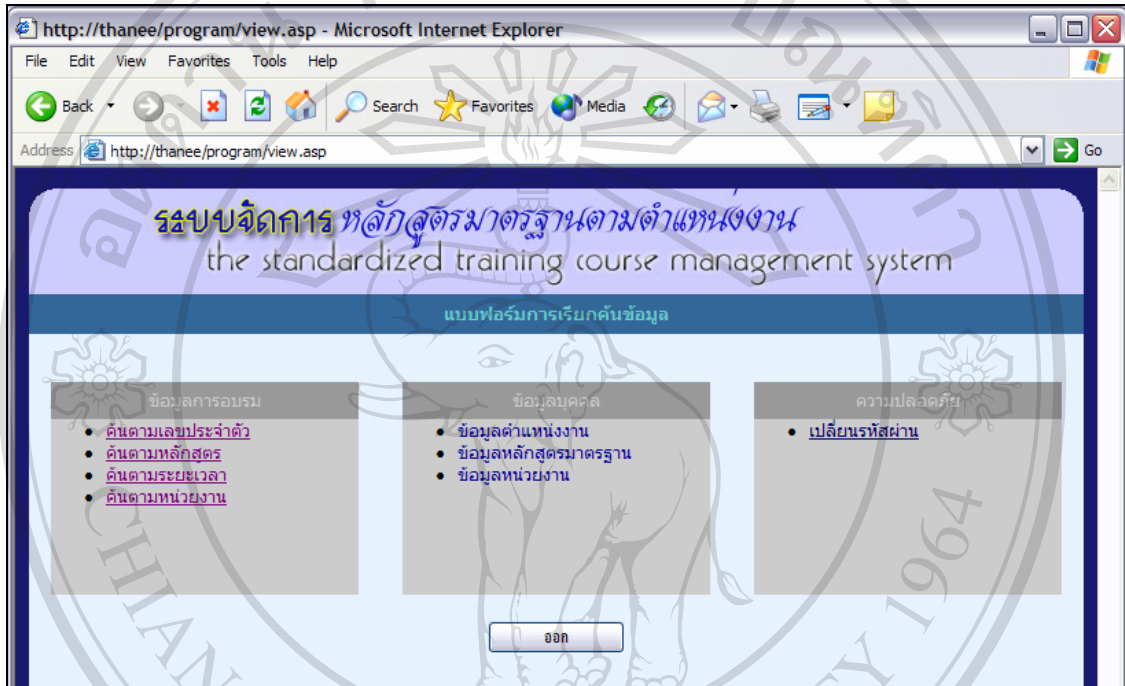 http://thanee/program/view.asp - Microsoft Internet Explorer
File Edit View Favorites Tools Help
Back Search Favorites Media
Address http://thanee/program/view.asp Go
ระบบจัดการ หลักสูตรมาตรฐานตามตำแหน่งงาน
the standardized training course management system
แบบฟอร์มการเรียกค้นข้อมูล
ข้อมูลการอบรม
ค้นตามเลขประจำตัว
ค้นตามหลักสูตร
ค้นตามระยะเวลา
ค้นตามหน่วยงาน
ข้อมูลบุคคล
ข้อมูลตำแหน่งงาน
ข้อมูลหลักสูตรมาตรฐาน
ข้อมูลหน่วยงาน
ความปลอดภัย
เปลี่ยนรหัสผ่าน
ออก
1964